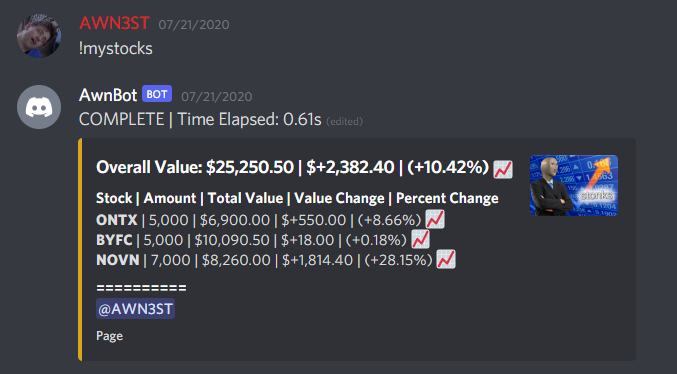 AWN3ST 07/21/2020
!mystocks
AwnBot BOT 07/21/2020
COMPLETE | Time Elapsed: 0.61s (edited)
Overall Value: $25,250.50 | $+2,382.40 | (+10.42%)
Stock | Amount | Total Value | Value Change | Percent Change
ONTX | 5,000 | $6,900.00 | $+550.00 | (+8.66%)
BYFC | 5,000 | $10,090.50 | $+18.00 | (+0.18%)
NOVN | 7,000 | $8,260.00 | $+1,814.40 | (+28.15%)
==========
@AWN3ST
Page
stonks